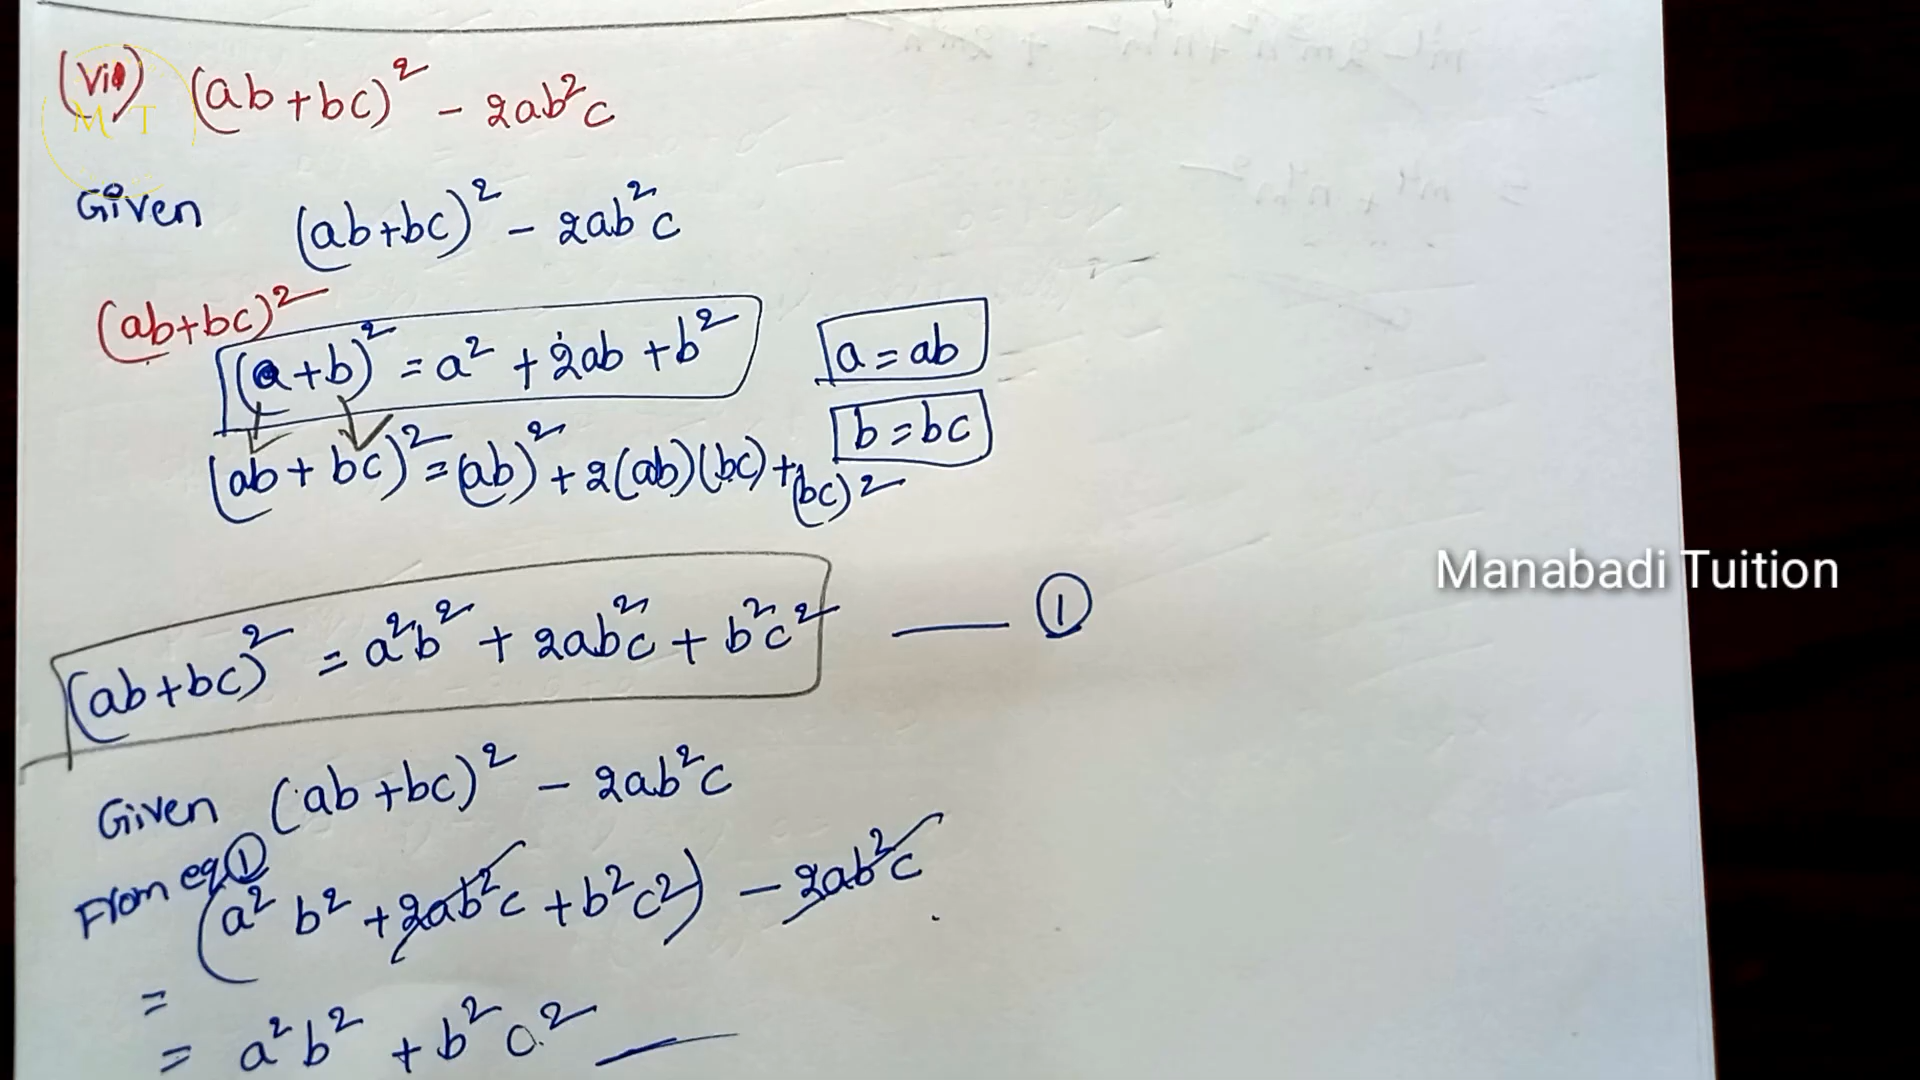 (vii) (ab+bc)² - 2ab²c
M T
Given (ab+bc)² - 2ab²c
(ab+bc)²
(a+b)² = a² + 2ab + b²
a = ab
b = bc
(ab + bc)² = (ab)² + 2(ab)(bc) + (bc)²
Manabadi Tuition
(ab+bc)² = a²b² + 2ab²c + b²c² —— ①
Given (ab+bc)² - 2ab²c
From eq ①
(a²b² + 2ab²c + b²c²) - 2ab²c
=
= a²b² + b²c²